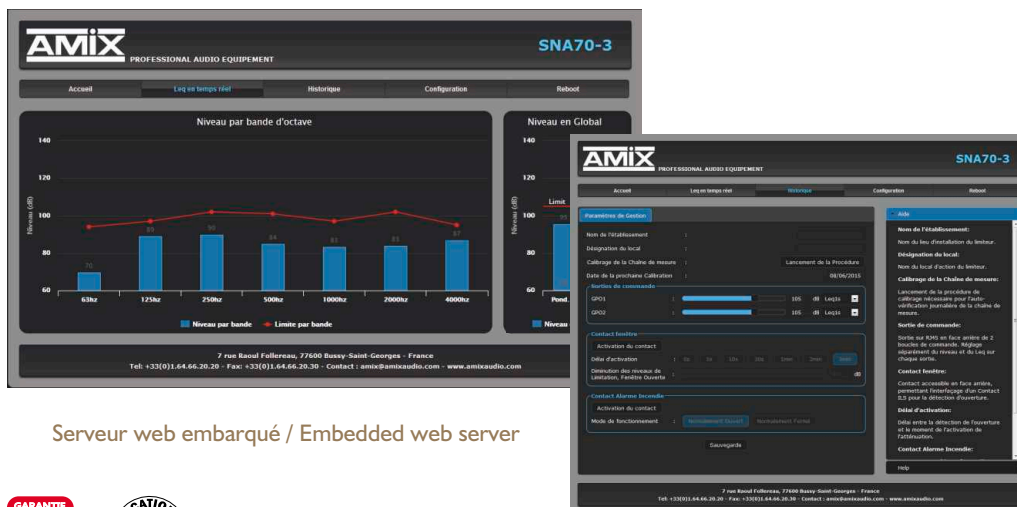 AMiX
PROFESSIONAL AUDIO EQUIPEMENT
SNA70-3
Accueil
Leq en temps réel
Historique
Configuration
Reboot
Niveau par bande d'octave
140
120
100
80
60
Niveau (dB)
70
89
90
84
83
83
87
63hz
125hz
250hz
500hz
1000hz
2000hz
4000hz
Niveau par bande
Limite par bande
Niveau en Global
140
120
Limit
100
80
60
Niveau (dB)
Pond.
Niveau
7 rue Raoul Follereau, 77600 Bussy-Saint-Georges - France
Tel: +33(0)1.64.66.20.20 - Fax: +33(0)1.64.66.20.30 - Contact : amix@amixaudio.com - www.amixaudio.com
AMiX
PROFESSIONAL AUDIO EQUIPEMENT
SNA70-3
Accueil
Leq en temps réel
Historique
Configuration
Reboot
Paramètres de Gestion
Nom de l'établissement :
Désignation du local :
Calibrage de la Chaîne de mesure : Lancement de la Procédure
Date de la prochaine Calibration : 08/06/2015
Sorties de commande
GPO1 : 105 dB Leq1s
GPO2 : 105 dB Leq1s
Contact fenêtre
Activation du contact
Délai d'activation : 0s 5s 10s 30s 1mn 2mn
Diminution des niveaux de
Limitation, Fenêtre Ouverte : dB
Contact Alarme Incendie
Activation du contact
Mode de fonctionnement : Normalement Ouvert Normalement Fermé
Sauvegarde
Aide
Nom de l'établissement:
Nom du lieu d'installation du limiteur.
Désignation du local:
Nom du local d'action du limiteur.
Calibrage de la Chaîne de mesure:
Lancement de la procédure de
calibrage nécessaire pour l'auto-
vérification journalière de la chaîne de
mesure.
Sortie de commande:
Sortie sur RJ45 en face arrière de 2
boucles de commande. Réglage
séparément du niveau et du Leq sur
chaque sortie.
Contact fenêtre:
Contact accessible en face arrière,
permettant l'interfaçage d'un Contact
ILS pour la détection d'ouverture.
Délai d'activation:
Délai entre la détection de l'ouverture
et le moment de l'activation de
l'atténuation.
Contact Alarme Incendie:
Help
7 rue Raoul Follereau, 77600 Bussy-Saint-Georges - France
Tel: +33(0)1.64.66.20.20 - Fax: +33(0)1.64.66.20.30 - Contact : amix@amixaudio.com - www.amixaudio.com
Serveur web embarqué / Embedded web server
GARANTIE